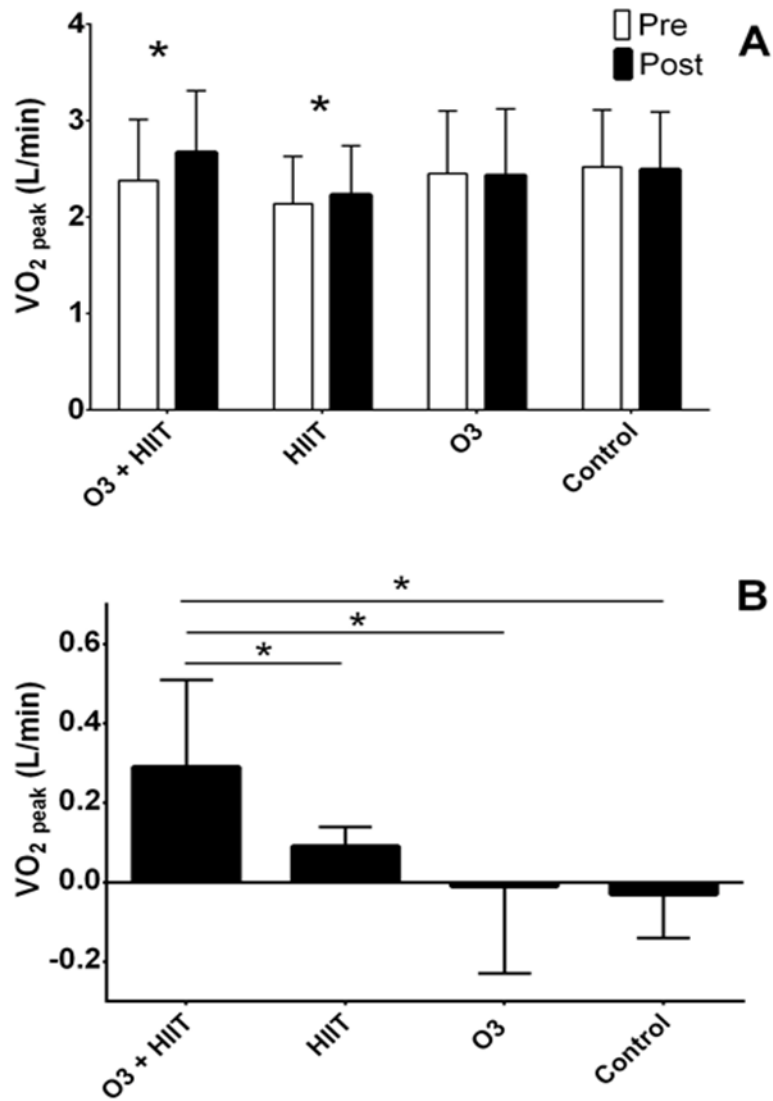 A
Pre
Post
VO2 peak (L/min)
4
3
2
1
0
*
*
O3 + HIIT
HIIT
O3
Control
B
VO2 peak (L/min)
0.6
0.4
0.2
0.0
-0.2
*
*
*
O3 + HIIT
HIIT
O3
Control